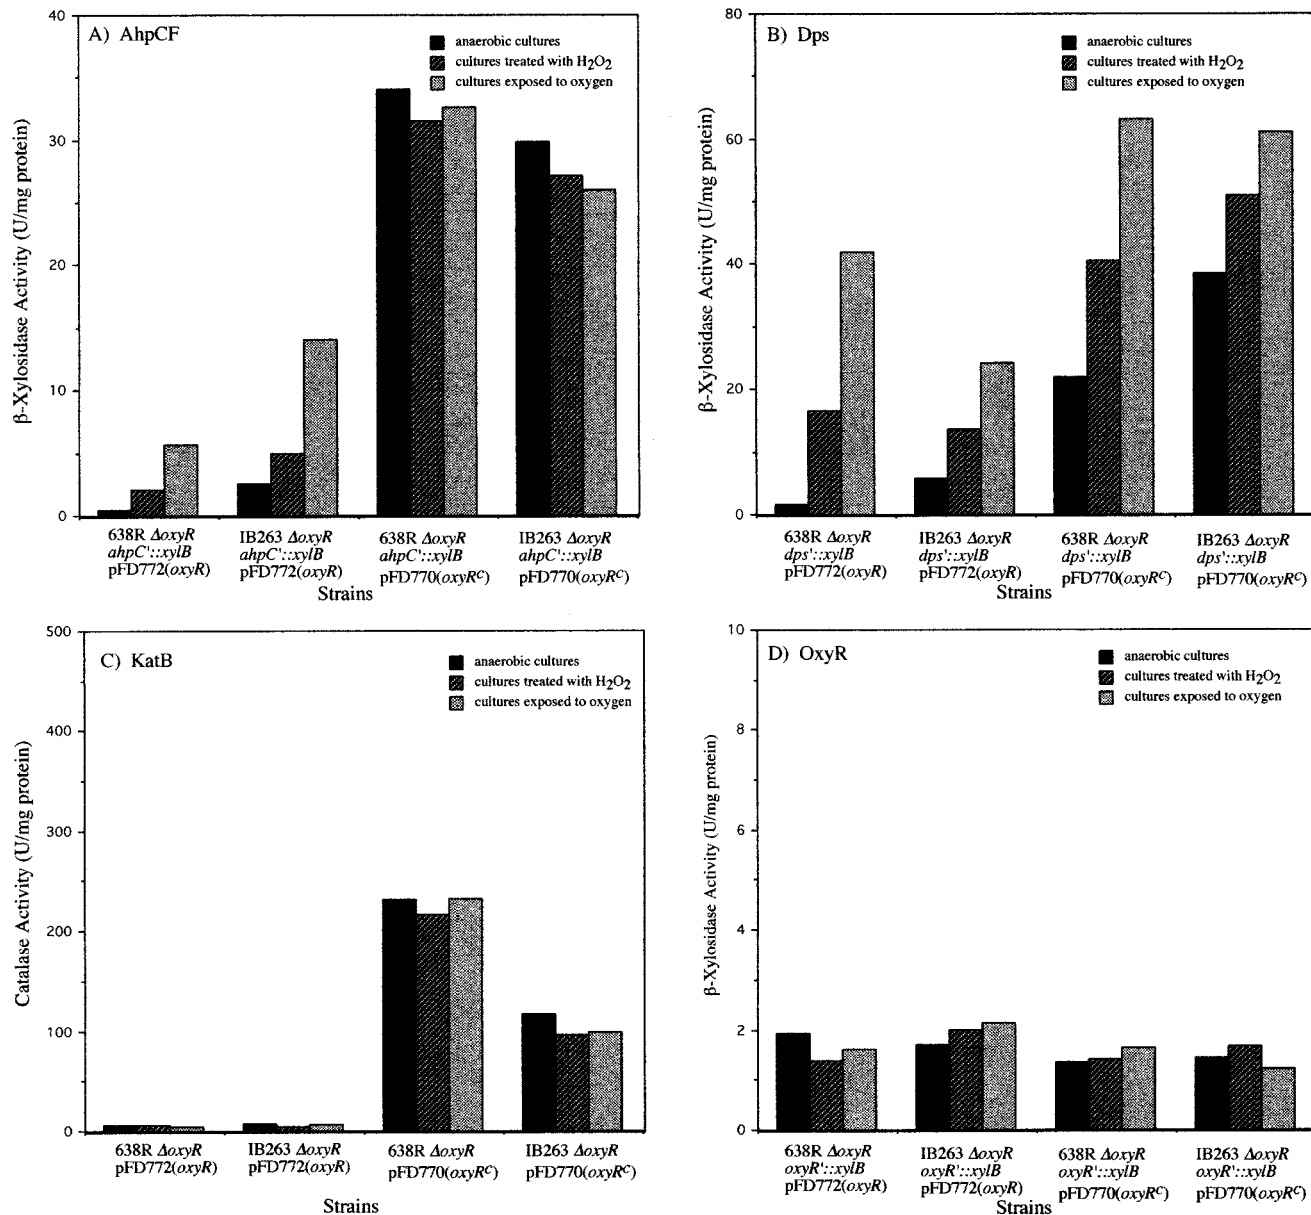 A) AhpCF
anaerobic cultures
cultures treated with H2O2
cultures exposed to oxygen
β-Xylosidase Activity (U/mg protein)
40
30
20
10
0
638R ΔoxyR
ahpC'::xylB
pFD772(oxyR)
IB263 ΔoxyR
ahpC'::xylB
pFD772(oxyR)
638R ΔoxyR
ahpC'::xylB
pFD770(oxyRC)
IB263 ΔoxyR
ahpC'::xylB
pFD770(oxyRC)
Strains
B) Dps
anaerobic cultures
cultures treated with H2O2
cultures exposed to oxygen
β-Xylosidase Activity (U/mg protein)
80
60
40
20
0
638R ΔoxyR
dps'::xylB
pFD772(oxyR)
IB263 ΔoxyR
dps'::xylB
pFD772(oxyR)
638R ΔoxyR
dps'::xylB
pFD770(oxyRC)
IB263 ΔoxyR
dps'::xylB
pFD770(oxyRC)
Strains
C) KatB
anaerobic cultures
cultures treated with H2O2
cultures exposed to oxygen
Catalase Activity (U/mg protein)
500
400
300
200
100
0
638R ΔoxyR
pFD772(oxyR)
IB263 ΔoxyR
pFD772(oxyR)
638R ΔoxyR
pFD770(oxyRC)
IB263 ΔoxyR
pFD770(oxyRC)
Strains
D) OxyR
anaerobic cultures
cultures treated with H2O2
cultures exposed to oxygen
β-Xylosidase Activity (U/mg protein)
10
8
6
4
2
0
638R ΔoxyR
oxyR'::xylB
pFD772(oxyR)
IB263 ΔoxyR
oxyR'::xylB
pFD772(oxyR)
638R ΔoxyR
oxyR'::xylB
pFD770(oxyRC)
IB263 ΔoxyR
oxyR'::xylB
pFD770(oxyRC)
Strains